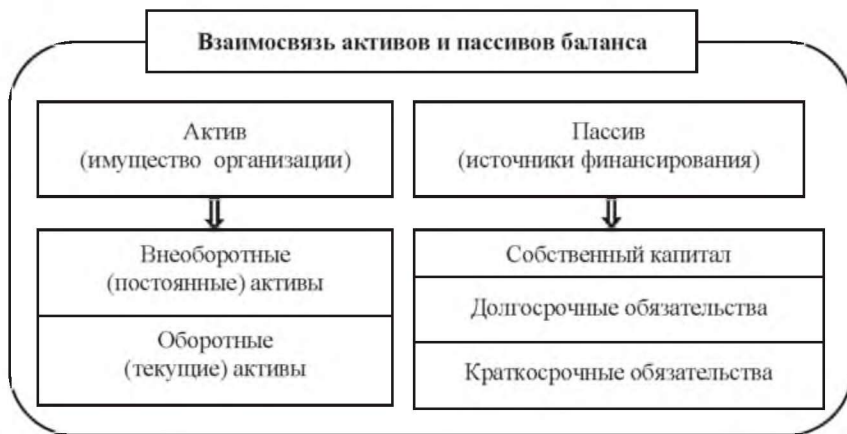 Взаимосвязь активов и пассивов баланса
Актив
(имущество организации)
Пассив
(источники финансирования)
Внеоборотные
(постоянные) активы
Оборотные
(текущие) активы
Собственный капитал
Долгосрочные обязательства
Краткосрочные обязательства